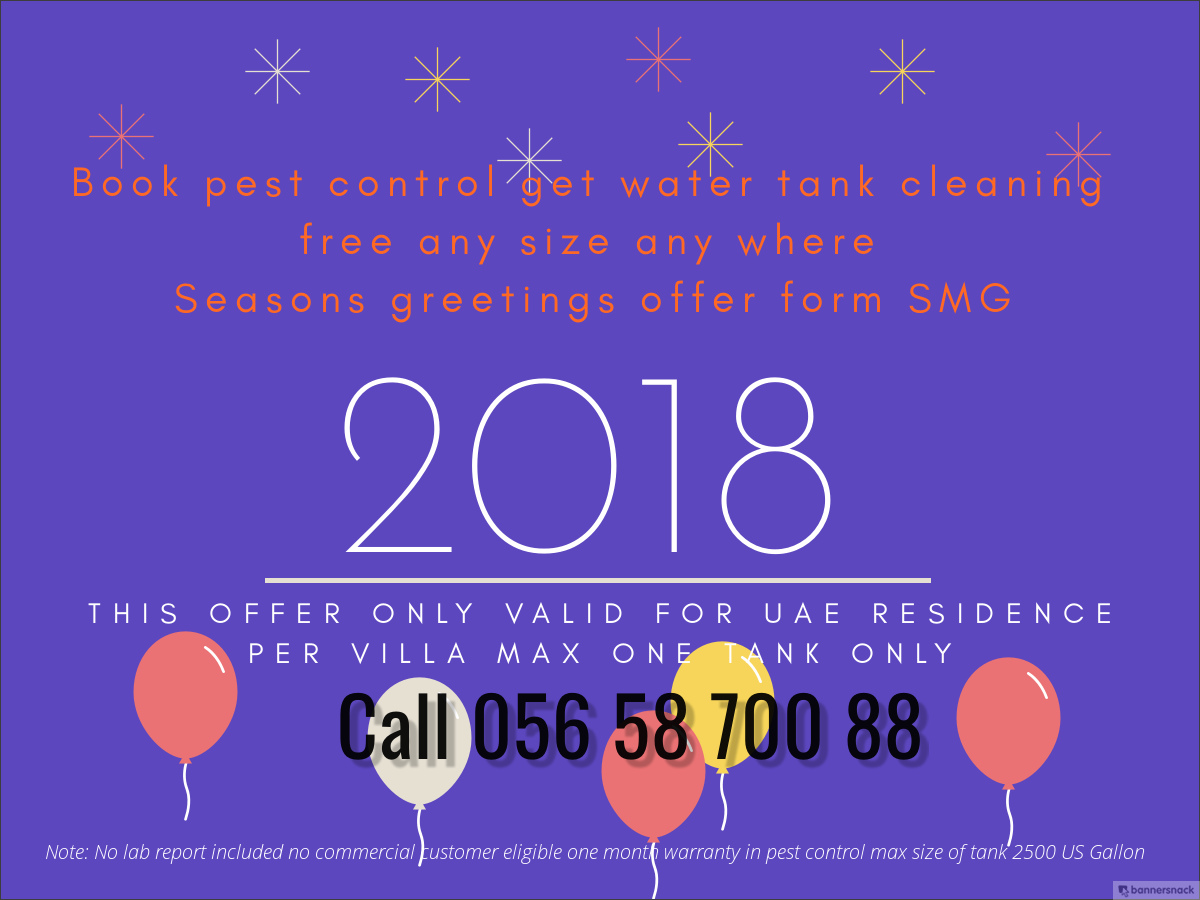 Book pest control get water tank cleaning
free any size any where
Seasons greetings offer form SMG
2018
THIS OFFER ONLY VALID FOR UAE RESIDENCE
PER VILLA MAX ONE TANK ONLY
Call 056 58 700 88
Note: No lab report included no commercial customer eligible one month warranty in pest control max size of tank 2500 US Gallon
bannersnack